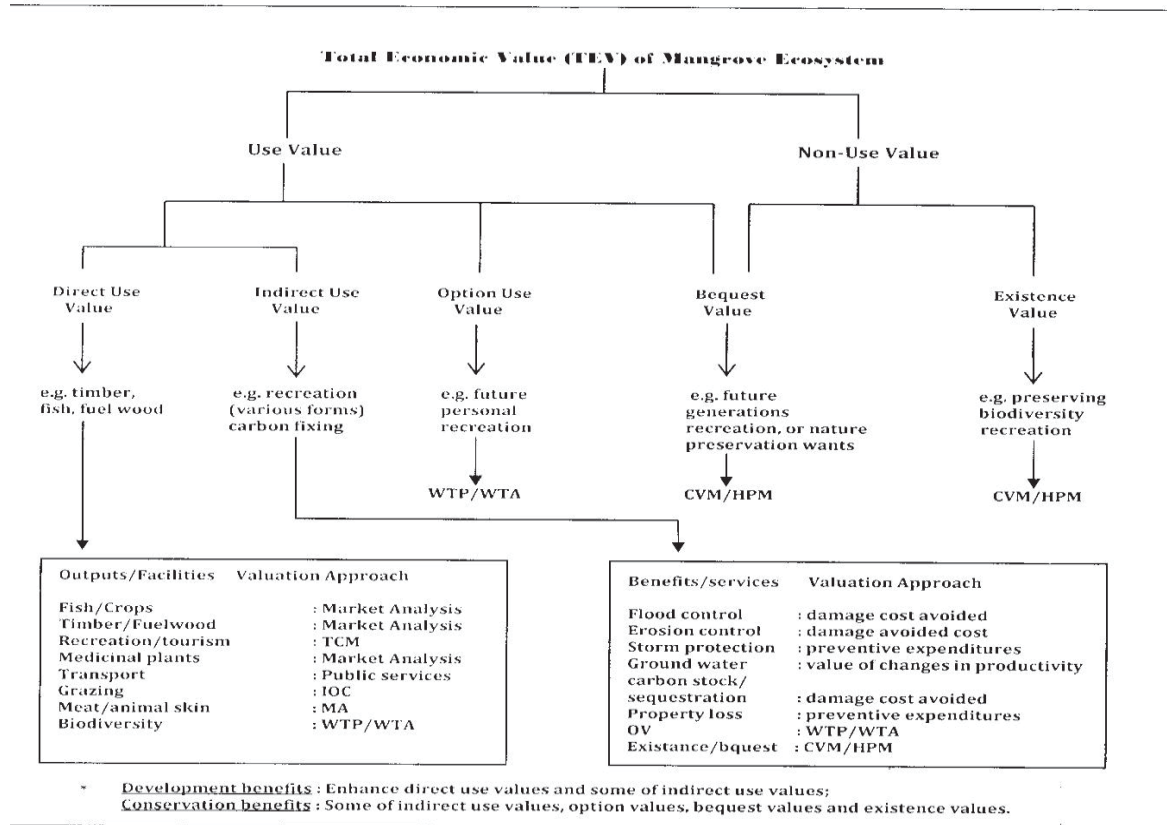 Total Economic Value (TEV) of Mangrove Ecosystem
Use Value
Non-Use Value
Direct Use
Value
Indirect Use
Value
Option Use
Value
Bequest
Value
Existence
Value
e.g. timber,
fish, fuel wood
e.g. recreation
(various forms)
carbon fixing
e.g. future
personal
recreation
e.g. future
generations
recreation, or nature
preservation wants
e.g. preserving
biodiversity
recreation
WTP/WTA
CVM/HPM
CVM/HPM
Outputs/Facilities Valuation Approach
Fish/Crops : Market Analysis
Timber/Fuelwood : Market Analysis
Recreation/tourism : TCM
Medicinal plants : Market Analysis
Transport : Public services
Grazing : IOC
Meat/animal skin : MA
Biodiversity : WTP/WTA
Benefits/services Valuation Approach
Flood control : damage cost avoided
Erosion control : damage avoided cost
Storm protection : preventive expenditures
Ground water : value of changes in productivity
carbon stock/
sequestration : damage cost avoided
Property loss : preventive expenditures
OV : WTP/WTA
Existance/bquest : CVM/HPM
Development benefits : Enhance direct use values and some of indirect use values;
Conservation benefits : Some of indirect use values, option values, bequest values and existence values.